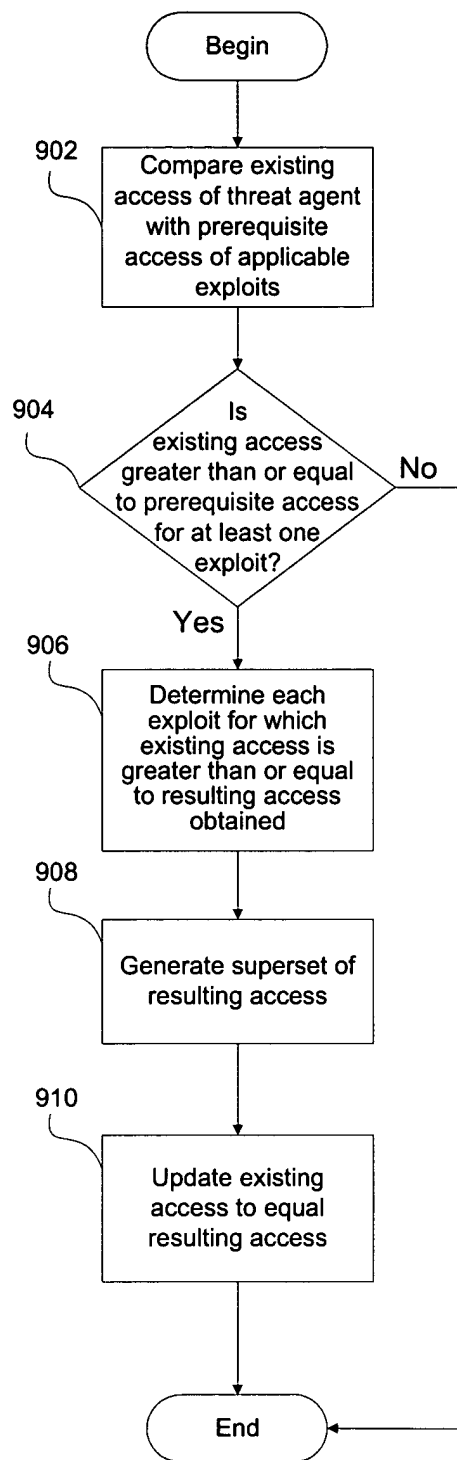 Begin
902
Compare existing
access of threat agent
with prerequisite
access of applicable
exploits
904
Is
existing access
greater than or equal
to prerequisite access
for at least one
exploit?
No
Yes
906
Determine each
exploit for which
existing access is
greater than or equal
to resulting access
obtained
908
Generate superset of
resulting access
910
Update existing
access to equal
resulting access
End